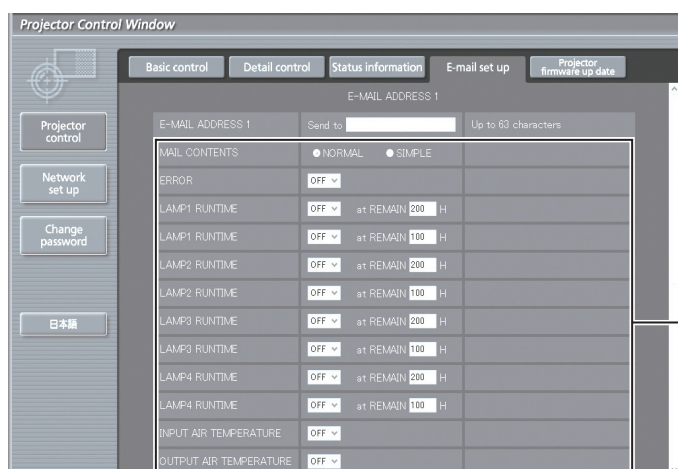 Projector Control Window
Basic control Detail control Status information E-mail set up Projector firmware up date
E-MAIL ADDRESS 1
Projector control
Network set up
Change password
日本語
E-MAIL ADDRESS 1 Send to Up to 63 characters
MAIL CONTENTS NORMAL SIMPLE
ERROR OFF
LAMP1 RUNTIME OFF at REMAIN 200 H
LAMP1 RUNTIME OFF at REMAIN 100 H
LAMP2 RUNTIME OFF at REMAIN 200 H
LAMP2 RUNTIME OFF at REMAIN 100 H
LAMP3 RUNTIME OFF at REMAIN 200 H
LAMP3 RUNTIME OFF at REMAIN 100 H
LAMP4 RUNTIME OFF at REMAIN 200 H
LAMP4 RUNTIME OFF at REMAIN 100 H
INPUT AIR TEMPERATURE OFF
OUTPUT AIR TEMPERATURE OFF